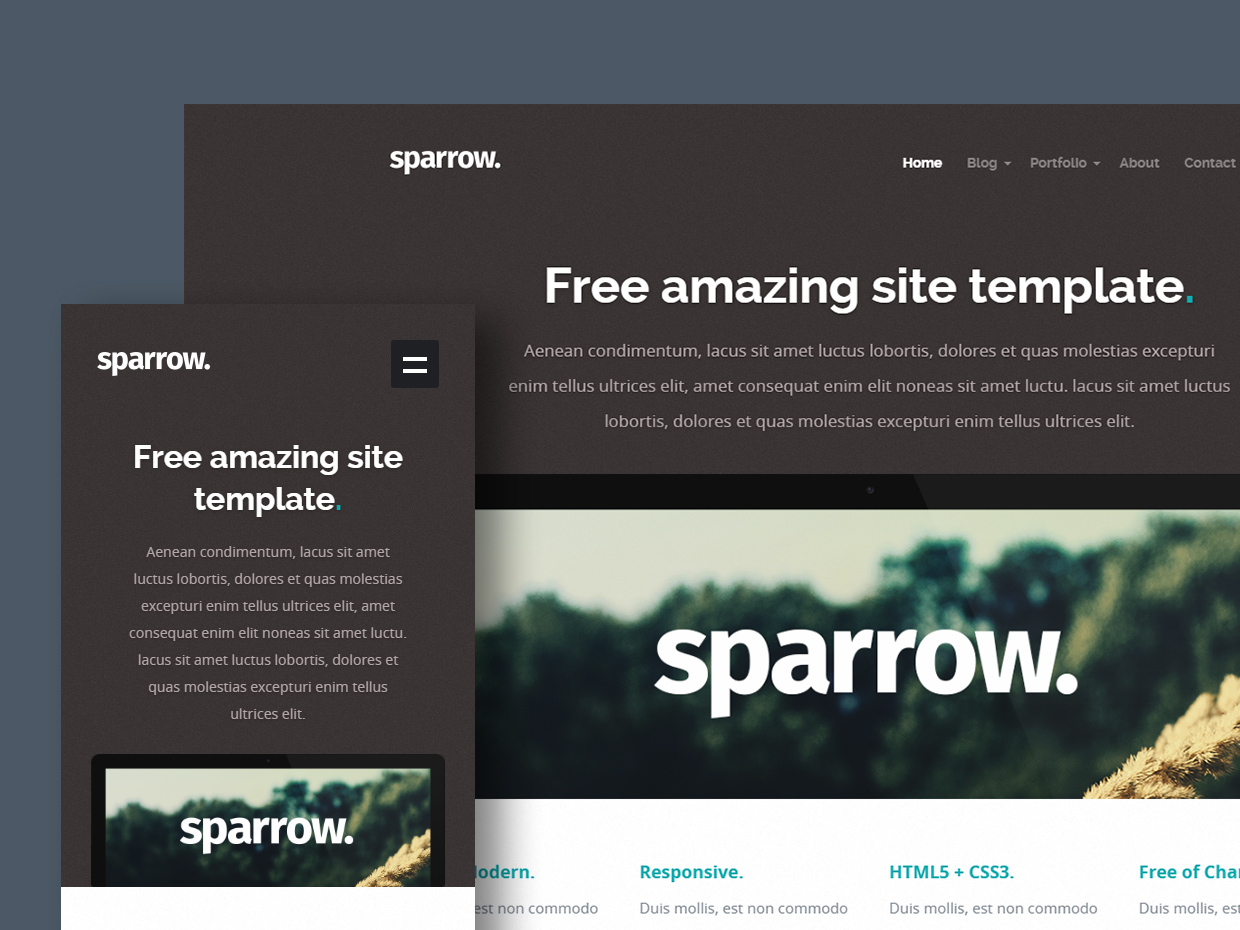 sparrow.
Home Blog Portfolio About Contact
Free amazing site template.
Aenean condimentum, lacus sit amet luctus lobortis, dolores et quas molestias excepturi
enim tellus ultrices elit, amet consequat enim elit noneas sit amet luctu. lacus sit amet luctus
lobortis, dolores et quas molestias excepturi enim tellus ultrices elit.
sparrow.
Responsive. HTML5 + CSS3. Free of
est non commodo Duis mollis, est non commodo Duis mollis, est non commodo Duis mollis,
sparrow.
Free amazing site
template.
Aenean condimentum, lacus sit amet
luctus lobortis, dolores et quas molestias
excepturi enim tellus ultrices elit, amet
consequat enim elit noneas sit amet luctu.
lacus sit amet luctus lobortis, dolores et
quas molestias excepturi enim tellus
ultrices elit.
sparrow.